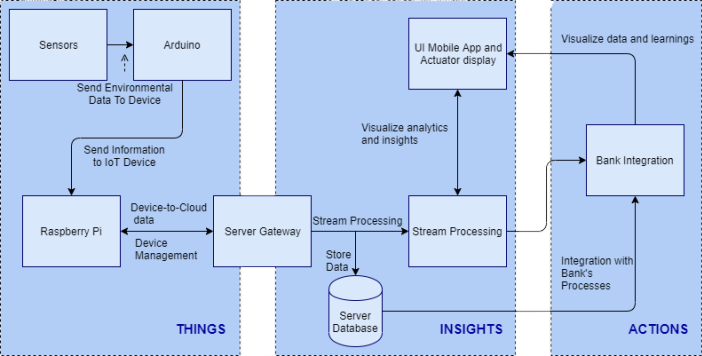 Sensors
Arduino
Send Environmental
Data To Device
Send Information
to IoT Device
Raspberry Pi
Device-to-Cloud
data
Device
Management
Server Gateway
THINGS
UI Mobile App and
Actuator display
Visualize analytics
and insights
Stream Processing
Stream Processing
Store
Data
Server
Database
INSIGHTS
Visualize data and learnings
Bank Integration
Integration with
Bank's
Processes
ACTIONS